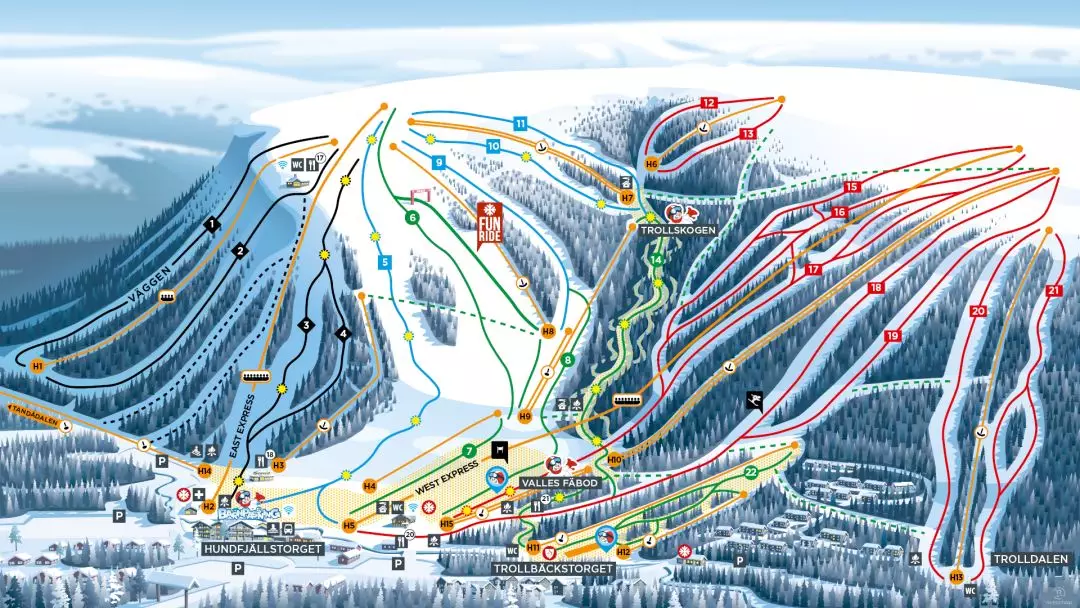 12
11
13
H6
17
WC
10
9
15
H7
6
FUN
RIDE
16
1
TROLLSKOGEN
2
14
5
17
VÄGGEN
18
21
20
3
H8
4
19
8
H1
TANDÅDALEN
EAST EXPRESS
H9
7
18
P
H14
H3
H10
WEST EXPRESS
22
H4
VALLES FÄBOD
H2
WC
21
P
H5
H15
20
HUNDFJÄLLSTORGET
WC
H11
H12
TROLLBÄCKSTORGET
P
P
P
TROLLDALEN
H13
WC